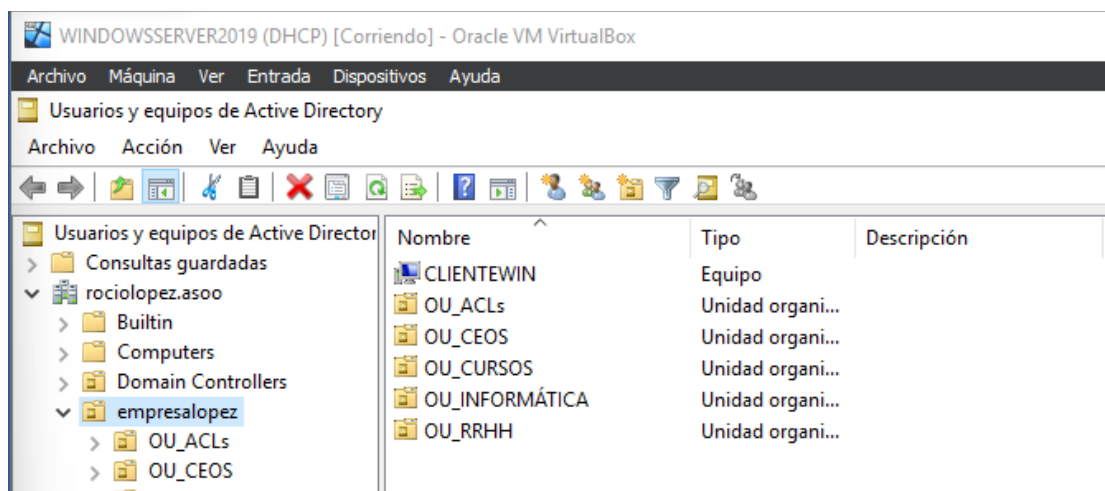 WINDOWSSERVER2019 (DHCP) [Corriendo] - Oracle VM VirtualBox
Archivo Máquina Ver Entrada Dispositivos Ayuda
Usuarios y equipos de Active Directory
Archivo Acción Ver Ayuda
Usuarios y equipos de Active Director
Consultas guardadas
rociolopez.asoo
Builtin
Computers
Domain Controllers
empresalopez
OU_ACLs
OU_CEOS
Nombre Tipo Descripción
CLIENTEWIN Equipo
OU_ACLs Unidad organi...
OU_CEOS Unidad organi...
OU_CURSOS Unidad organi...
OU_INFORMÁTICA Unidad organi...
OU_RRHH Unidad organi...